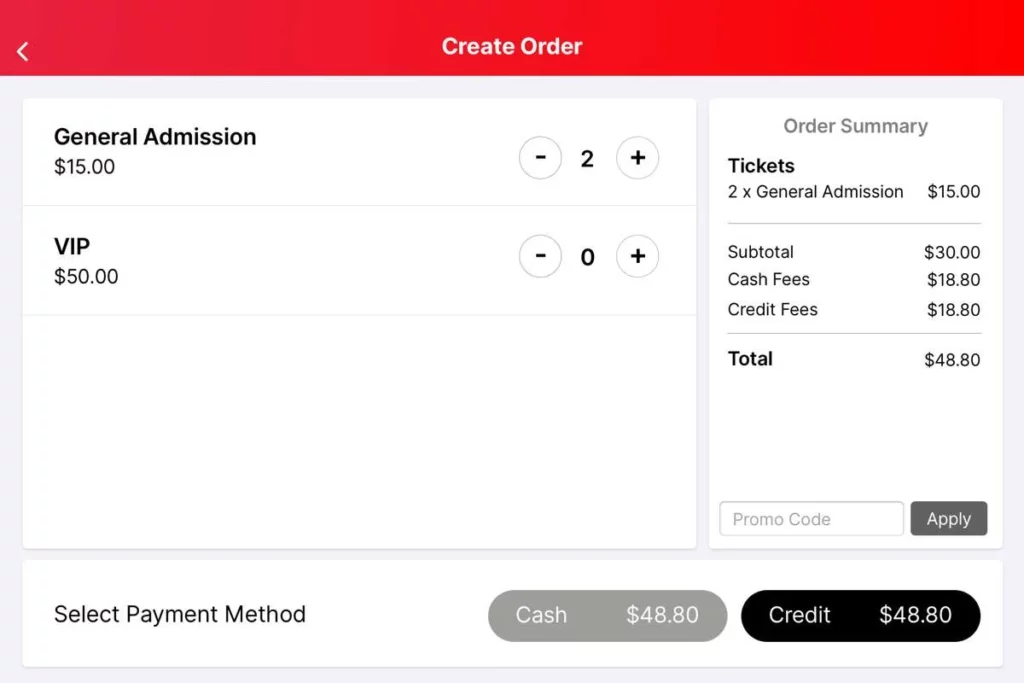 Create Order
General Admission
$15.00
- 2 +
VIP
$50.00
- 0 +
Order Summary
Tickets
2 x General Admission $15.00
Subtotal $30.00
Cash Fees $18.80
Credit Fees $18.80
Total $48.80
Promo Code Apply
Select Payment Method Cash $48.80 Credit $48.80